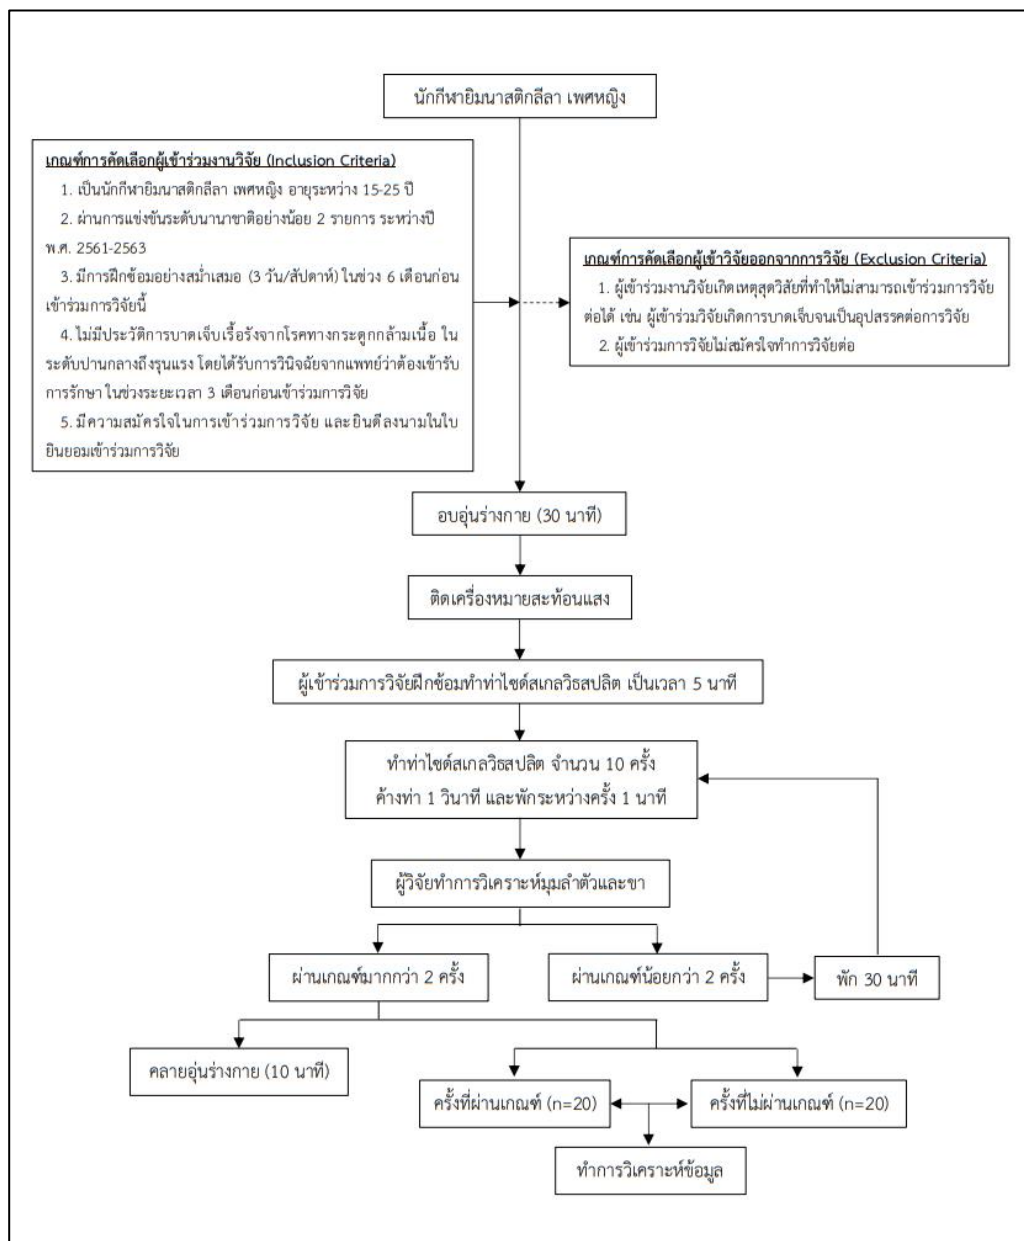 นักกีฬายิมนาสติกลีลา เพศหญิง
เกณฑ์การคัดเลือกผู้เข้าร่วมงานวิจัย (Inclusion Criteria)
1. เป็นนักกีฬายิมนาสติกลีลา เพศหญิง อายุระหว่าง 15-25 ปี
2. ผ่านการแข่งขันระดับนานาชาติอย่างน้อย 2 รายการ ระหว่างปี
พ.ศ. 2561-2563
3. มีการฝึกซ้อมอย่างสม่ำเสมอ (3 วัน/สัปดาห์) ในช่วง 6 เดือนก่อน
เข้าร่วมการวิจัยนี้
4. ไม่มีประวัติการบาดเจ็บเรื้อรังจากโรคทางกระดูกกล้ามเนื้อ ใน
ระดับปานกลางถึงรุนแรง โดยได้รับการวินิจฉัยจากแพทย์ว่าต้องเข้ารับ
การรักษา ในช่วงระยะเวลา 3 เดือนก่อนเข้าร่วมการวิจัย
5. มีความสมัครใจในการเข้าร่วมการวิจัย และยินดีลงนามในใบ
ยินยอมเข้าร่วมการวิจัย
เกณฑ์การคัดเลือกผู้เข้าวิจัยออกจากการวิจัย (Exclusion Criteria)
1. ผู้เข้าร่วมงานวิจัยเกิดเหตุสุดวิสัยที่ทำให้ไม่สามารถเข้าร่วมการวิจัย
ต่อได้ เช่น ผู้เข้าร่วมวิจัยเกิดการบาดเจ็บจนเป็นอุปสรรคต่อการวิจัย
2. ผู้เข้าร่วมการวิจัยไม่สมัครใจทำการวิจัยต่อ
อบอุ่นร่างกาย (30 นาที)
ติดเครื่องหมายสะท้อนแสง
ผู้เข้าร่วมการวิจัยฝึกซ้อมทำท่าไซด์สเกลวิธสปลิต เป็นเวลา 5 นาที
ทำท่าไซด์สเกลวิธสปลิต จำนวน 10 ครั้ง
ค้างท่า 1 วินาที และพักระหว่างครั้ง 1 นาที
ผู้วิจัยทำการวิเคราะห์มุมลำตัวและขา
ผ่านเกณฑ์มากกว่า 2 ครั้ง
ผ่านเกณฑ์น้อยกว่า 2 ครั้ง
พัก 30 นาที
คลายอุ่นร่างกาย (10 นาที)
ครั้งที่ผ่านเกณฑ์ (n=20)
ครั้งที่ไม่ผ่านเกณฑ์ (n=20)
ทำการวิเคราะห์ข้อมูล